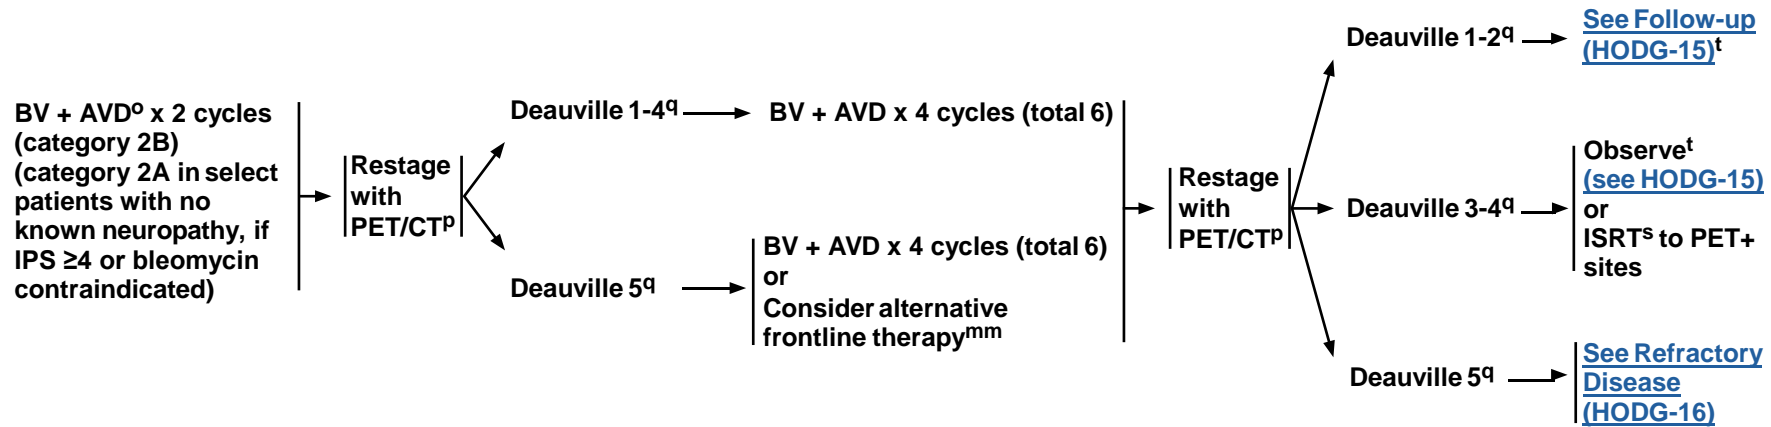 BV + AVDᵒ x 2 cycles
(category 2B)
(category 2A in select
patients with no
known neuropathy, if
IPS ≥4 or bleomycin
contraindicated)
Restage
with
PET/CTᵖ
Deauville 1-4q
BV + AVD x 4 cycles (total 6)
Deauville 5q
BV + AVD x 4 cycles (total 6)
or
Consider alternative
frontline therapyᵐᵐ
Restage
with
PET/CTᵖ
Deauville 1-2q
See Follow-up
(HODG-15)ᵗ
Deauville 3-4q
Observeᵗ
(see HODG-15)
or
ISRTˢ to PET+
sites
Deauville 5q
See Refractory
Disease
(HODG-16)